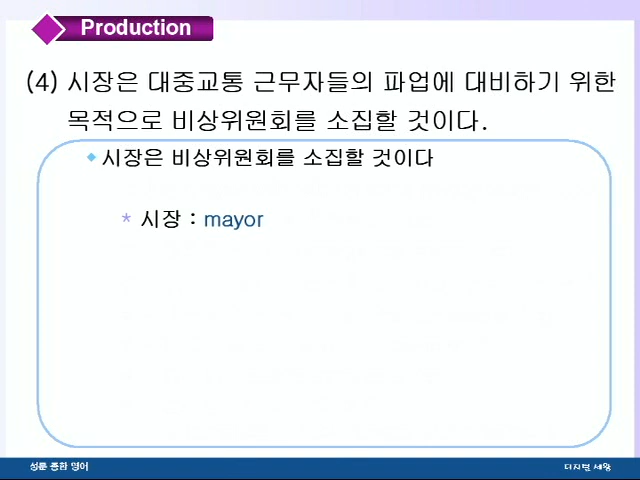 Production
(4) 시장은 대중교통 근무자들의 파업에 대비하기 위한
목적으로 비상위원회를 소집할 것이다.
시장은 비상위원회를 소집할 것이다
* 시장 : mayor
성문 종합 영어
디지털 세암